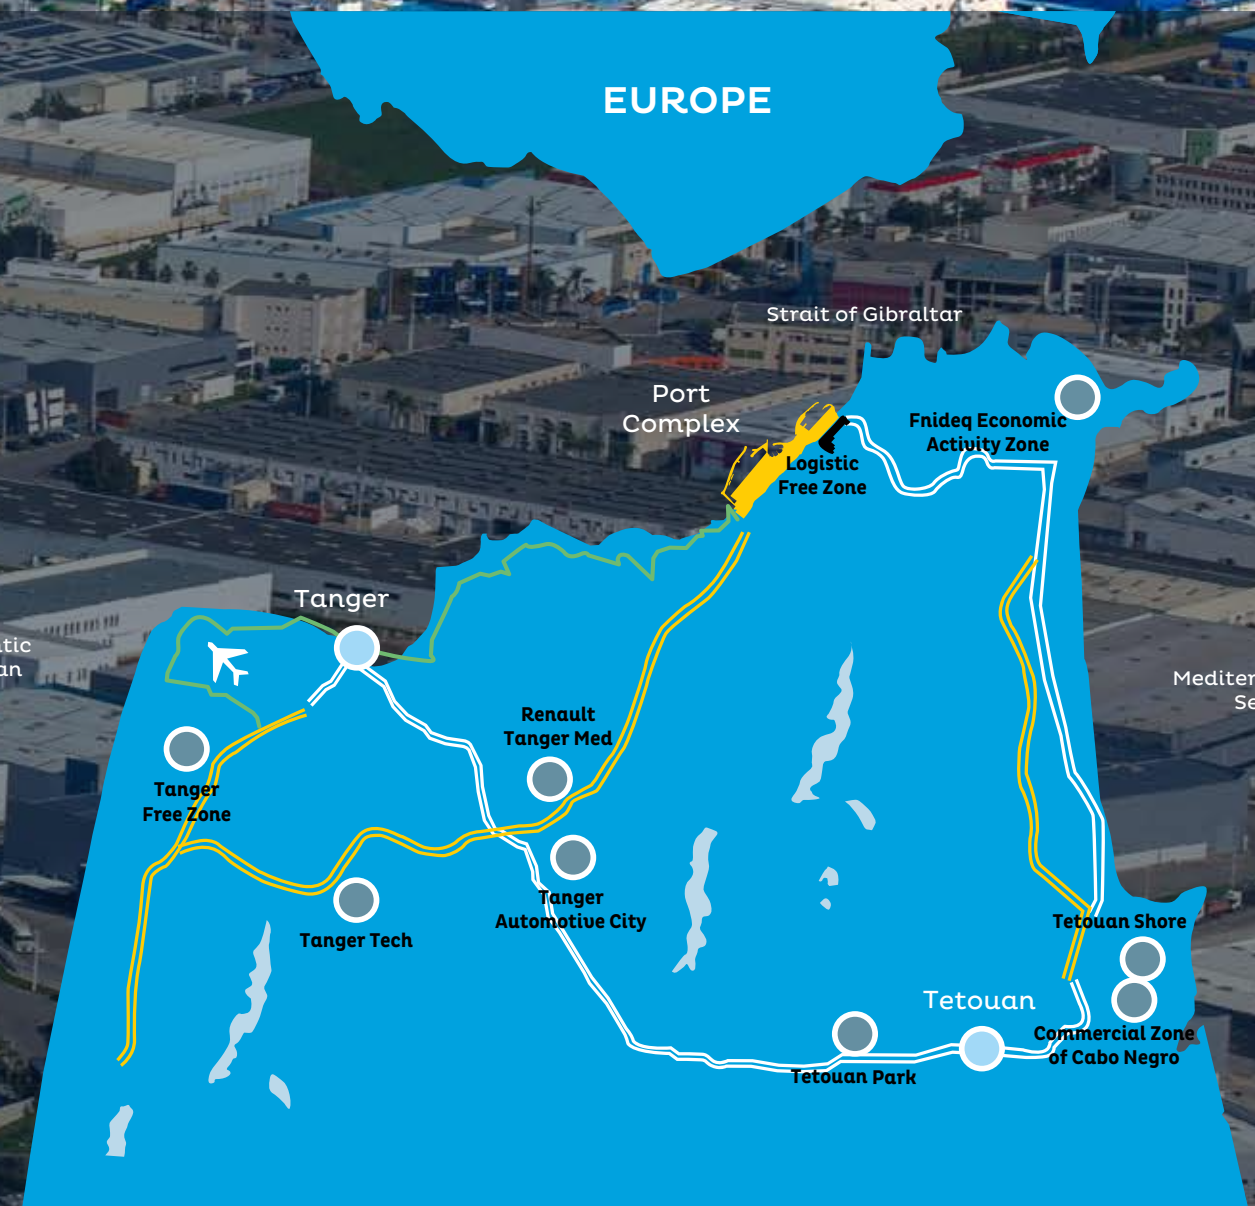 EUROPE
Strait of Gibraltar
Port
Complex
Fnideq Economic
Activity Zone
Logistic
Free Zone
Tanger
Renault
Tanger Med
Tanger
Free Zone
Tanger
Automotive City
Tanger Tech
Tetouan Shore
Tetouan
Commercial Zone
of Cabo Negro
Tetouan Park